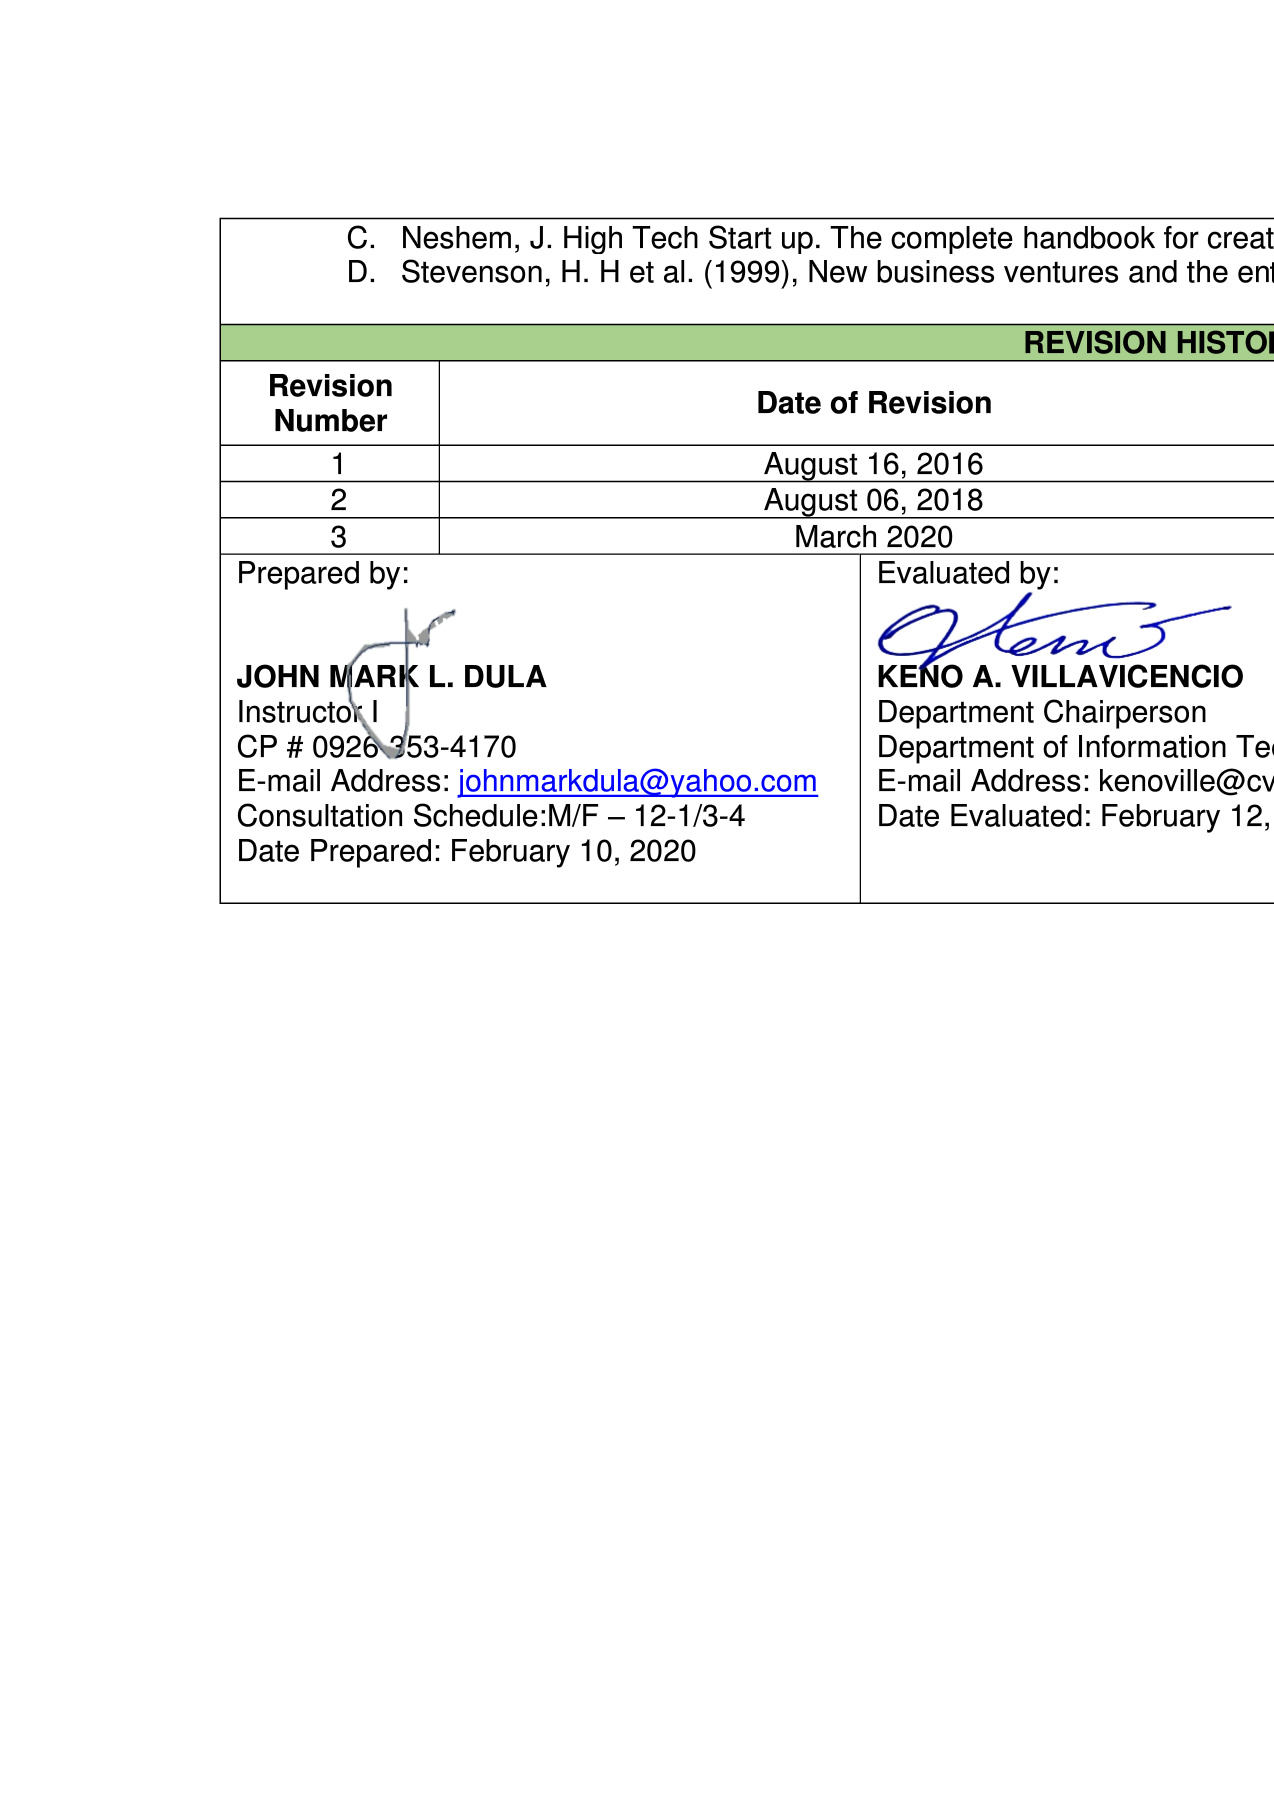 C. Neshem, J. High Tech Start up. The complete handbook for creat
D. Stevenson, H. H et al. (1999), New business ventures and the ent
REVISION HISTO
Revision Number
Date of Revision
1 August 16, 2016
2 August 06, 2018
3 March 2020
Prepared by:
JOHN MARK L. DULA
Instructor I
CP # 0926-353-4170
E-mail Address: johnmarkdula@yahoo.com
Consultation Schedule:M/F – 12-1/3-4
Date Prepared: February 10, 2020
Evaluated by:
KENO A. VILLAVICENCIO
Department Chairperson
Department of Information Te
E-mail Address: kenoville@cv
Date Evaluated: February 12,